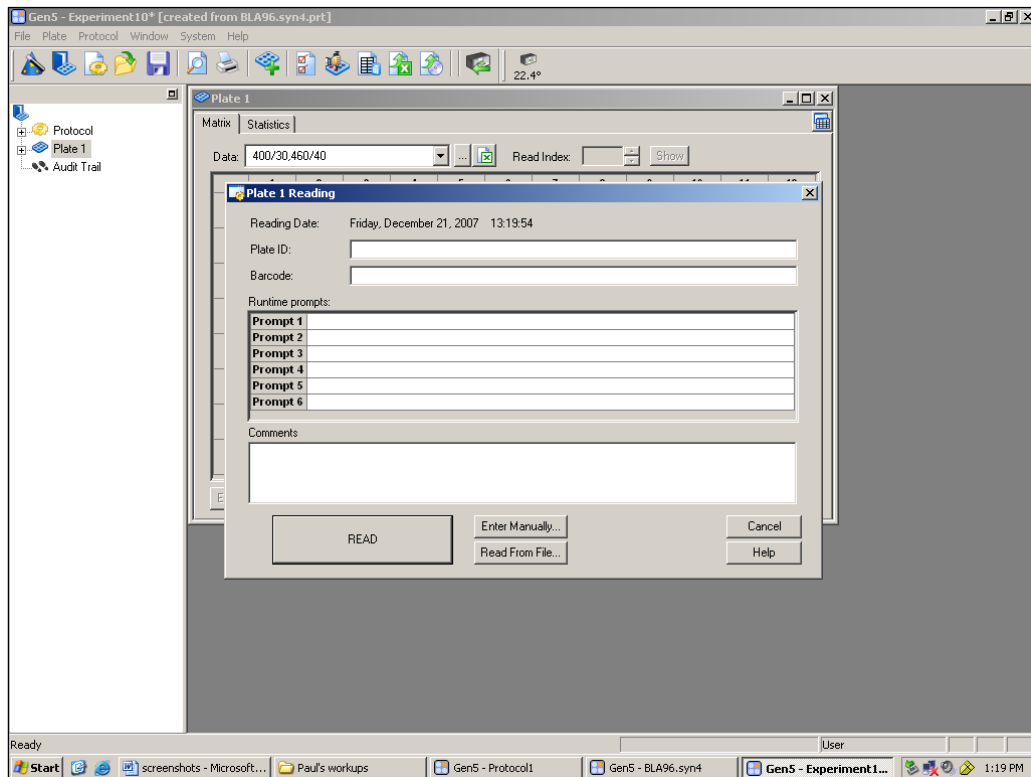 Gen5 - Experiment10* [created from BLA96.syn4.prt]
File Plate Protocol Window System Help
22.4°
Protocol
Plate 1
Audit Trail
Plate 1
Matrix Statistics
Data: 400/30,460/40 ... Read Index: Show
Plate 1 Reading
Reading Date: Friday, December 21, 2007 13:19:54
Plate ID:
Barcode:
Runtime prompts:
Prompt 1
Prompt 2
Prompt 3
Prompt 4
Prompt 5
Prompt 6
Comments
READ
Enter Manually...
Read From File...
Cancel
Help
Ready User
Start screenshots - Microsoft... Paul's workups Gen5 - Protocol1 Gen5 - BLA96.syn4 Gen5 - Experiment1... 1:19 PM